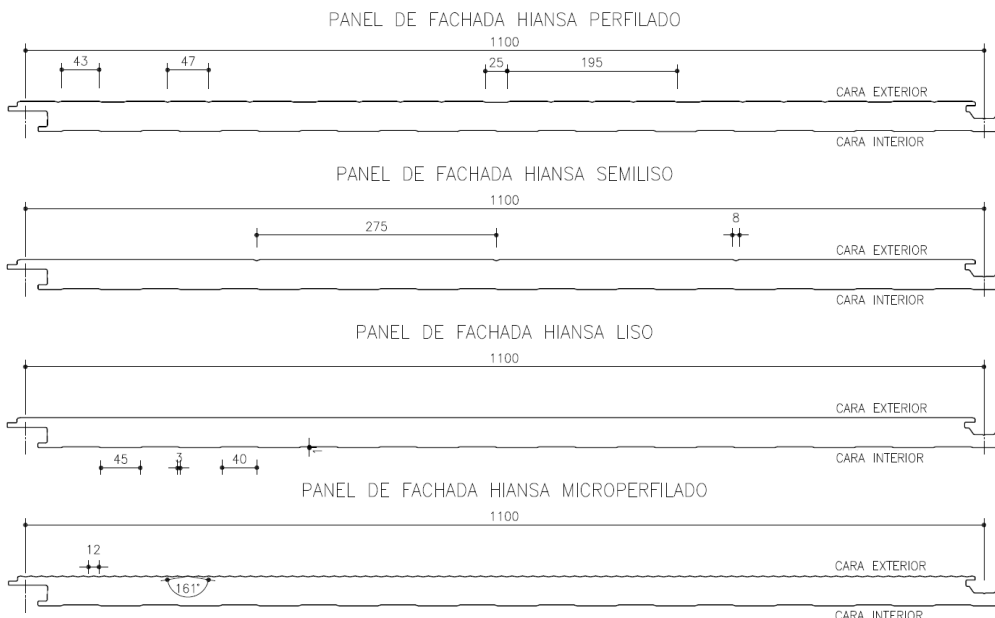 PANEL DE FACHADA HIANSA PERFILADO
1100
43 47 25 195
CARA EXTERIOR
CARA INTERIOR
PANEL DE FACHADA HIANSA SEMILISO
1100
275 8
CARA EXTERIOR
CARA INTERIOR
PANEL DE FACHADA HIANSA LISO
1100
CARA EXTERIOR
CARA INTERIOR
45 3 40 1
PANEL DE FACHADA HIANSA MICROPERFILADO
1100
12
CARA EXTERIOR
161°
CARA INTERIOR